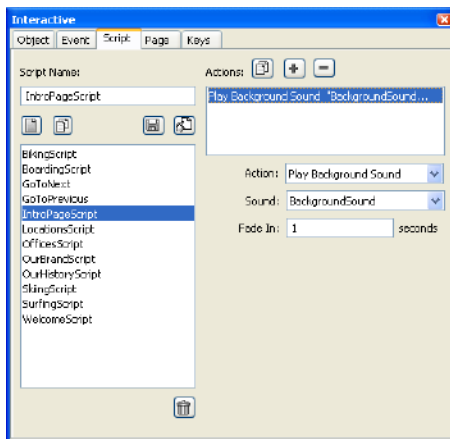 Interactive
Object Event Script Page Keys
Script Name:
IntroPageScript
BikingScript
BoardingScript
GoToNext
GoToPrevious
IntroPageScript
LocationsScript
OfficesScript
OurBrandScript
OurHistoryScript
SkiingScript
SurfingScript
WelcomeScript
Actions:
Play Background Sound "BackgroundSound...
Action: Play Background Sound
Sound: BackgroundSound
Fade In: 1 seconds